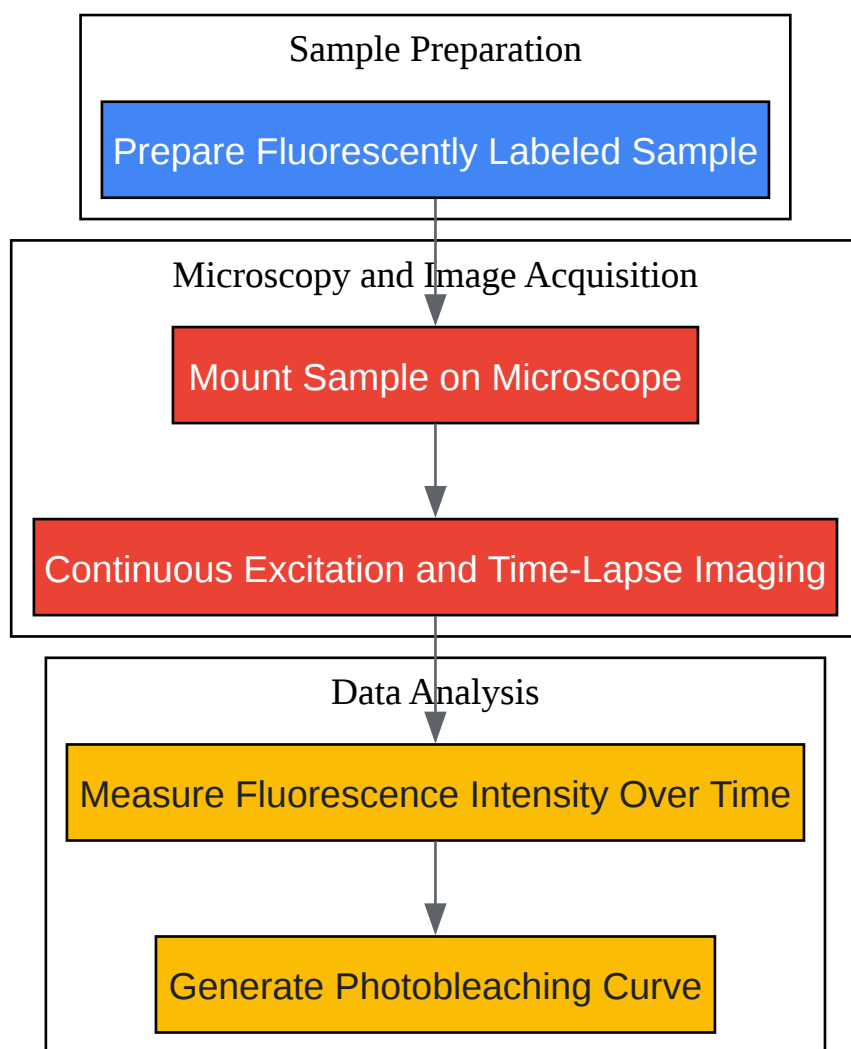 Sample Preparation
Prepare Fluorescently Labeled Sample
Microscopy and Image Acquisition
Mount Sample on Microscope
Continuous Excitation and Time-Lapse Imaging
Data Analysis
Measure Fluorescence Intensity Over Time
Generate Photobleaching Curve